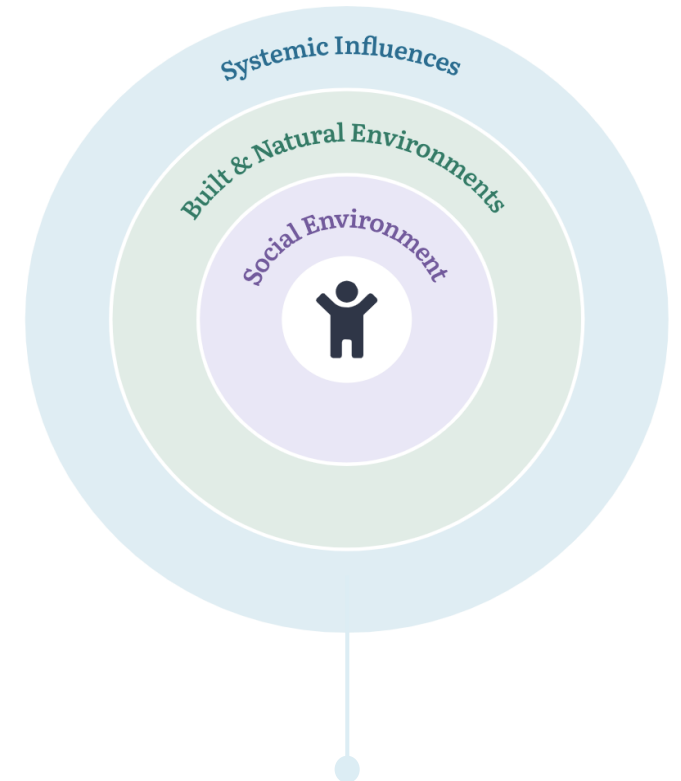 Systemic Influences
Built & Natural Environments
Social Environment